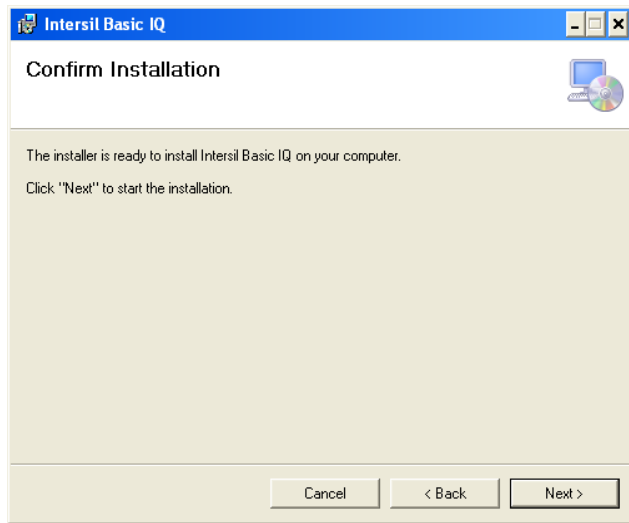 Intersil Basic IQ
Confirm Installation
The installer is ready to install Intersil Basic IQ on your computer.
Click "Next" to start the installation.
Cancel
< Back
Next >